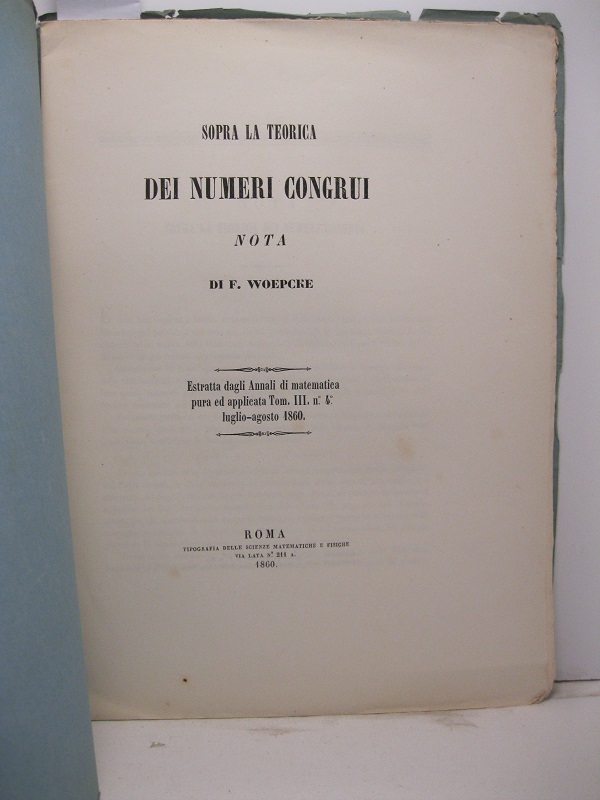 SOPRA LA TEORICA
DEI NUMERI CONGRUI
NOTA
DI F. WOEPCKE
Estratta dagli Annali di matematica
pura ed applicata Tom. III. n.° 4°
luglio-agosto 1860.
ROMA
TIPOGRAFIA DELLE SCIENZE MATEMATICHE E FISICHE
VIA LATA N.° 211 A.
1860.